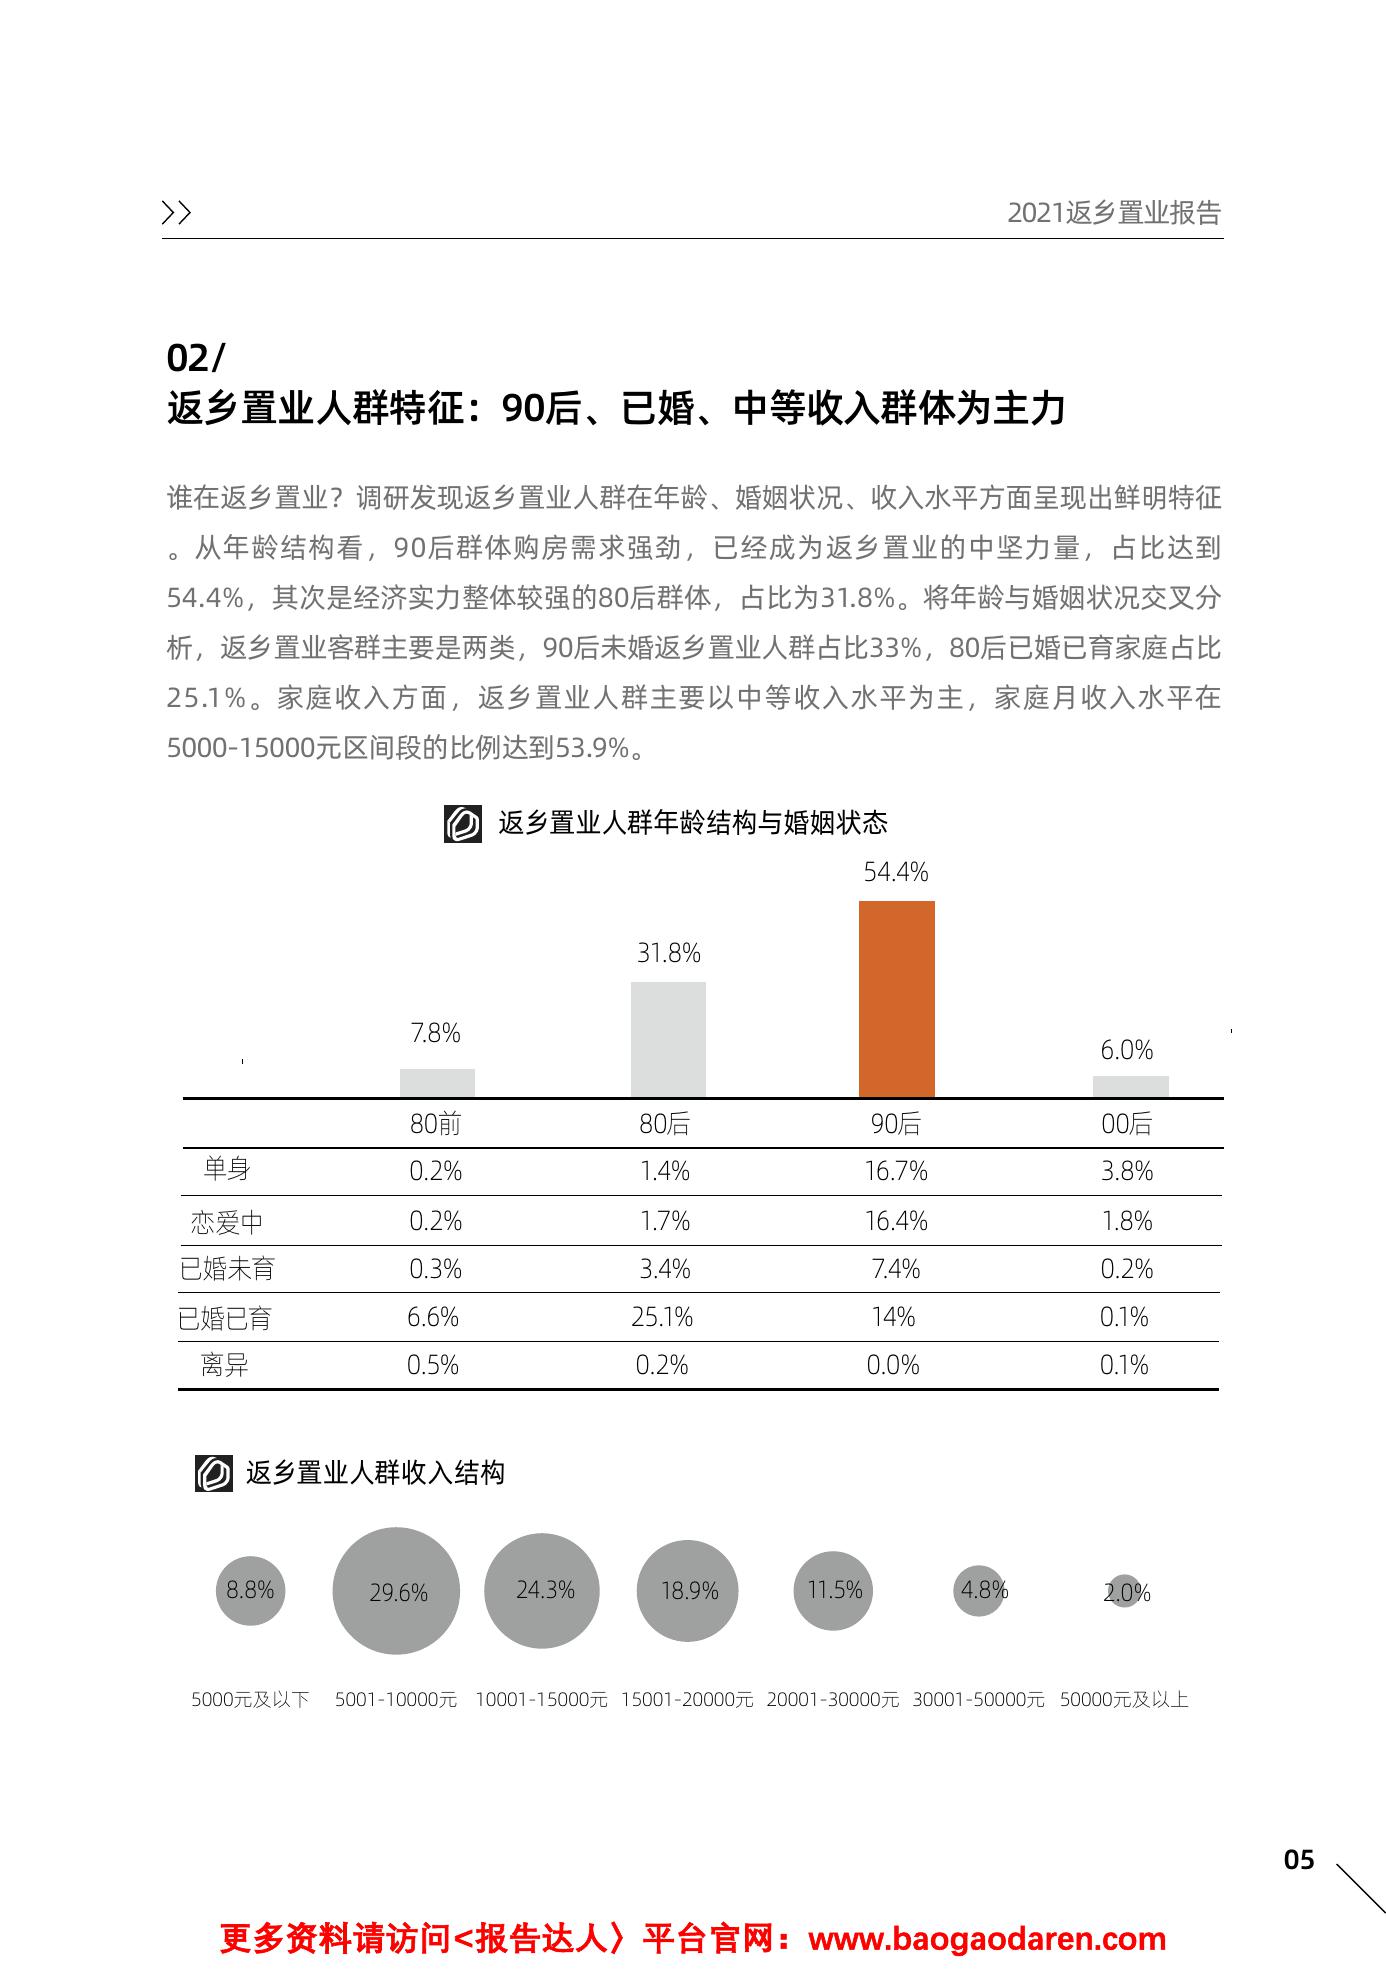 2021返乡置业报告
02/
返乡置业人群特征：90后、已婚、中等收入群体为主力
谁在返乡置业？调研发现返乡置业人群在年龄、婚姻状况、收入水平方面呈现出鲜明特征
。从年龄结构看，90后群体购房需求强劲，已经成为返乡置业的中坚力量，占比达到
54.4%，其次是经济实力整体较强的80后群体，占比为31.8%。将年龄与婚姻状况交叉分
析，返乡置业客群主要是两类，90后未婚返乡置业人群占比33%，80后已婚已育家庭占比
25.1%。家庭收入方面，返乡置业人群主要以中等收入水平为主，家庭月收入水平在
5000-15000元区间段的比例达到53.9%。
返乡置业人群年龄结构与婚姻状态
7.8% 31.8% 54.4% 6.0%
80前 80后 90后 00后
单身 0.2% 1.4% 16.7% 3.8%
恋爱中 0.2% 1.7% 16.4% 1.8%
已婚未育 0.3% 3.4% 7.4% 0.2%
已婚已育 6.6% 25.1% 14% 0.1%
离异 0.5% 0.2% 0.0% 0.1%
返乡置业人群收入结构
8.8% 29.6% 24.3% 18.9% 11.5% 4.8% 2.0%
5000元及以下 5001-10000元 10001-15000元 15001-20000元 20001-30000元 30001-50000元 50000元及以上
05
更多资料请访问<报告达人〉平台官网：www.baogaodaren.com